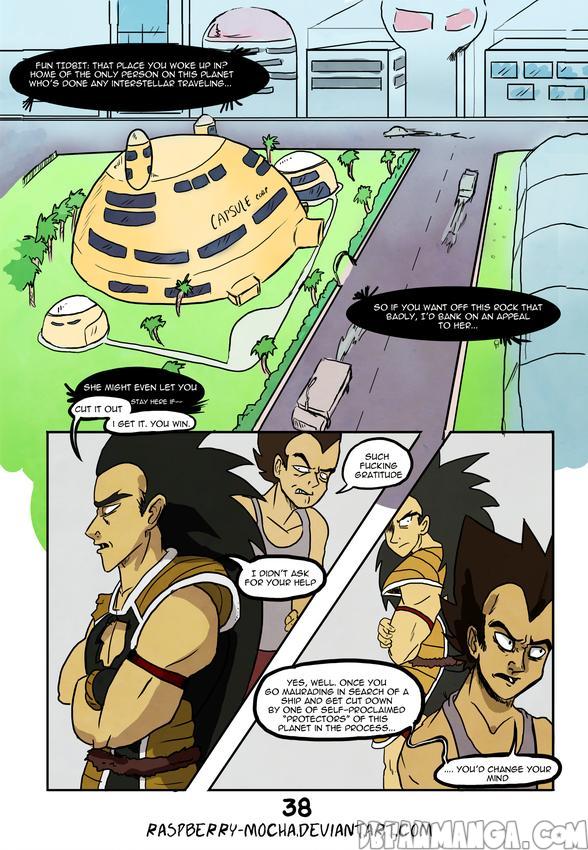 FUN TIDBIT: THAT PLACE YOU WOKE UP IN?
HOME OF THE ONLY PERSON ON THIS PLANET
WHO'S DONE ANY INTERSTELLAR TRAVELING...
CAPSULE CORP
SO IF YOU WANT OFF THIS ROCK THAT
BADLY, I'D BANK ON AN APPEAL
TO HER...
SHE MIGHT EVEN LET YOU
STAY HERE IF--
CUT IT OUT
I GET IT. YOU WIN.
SUCH
FUCKING
GRATITUDE
I DIDN'T ASK
FOR YOUR HELP
YES, WELL. ONCE YOU
GO MAURADING IN SEARCH OF A
SHIP AND GET CUT DOWN
BY ONE OF SELF-PROCLAIMED
"PROTECTORS" OF THIS
PLANET IN THE PROCESS...
.... YOU'D CHANGE YOUR
MIND
38
RASPBERRY-MOCHA.DEVIANTART.COM
DBFANMANGA.COM